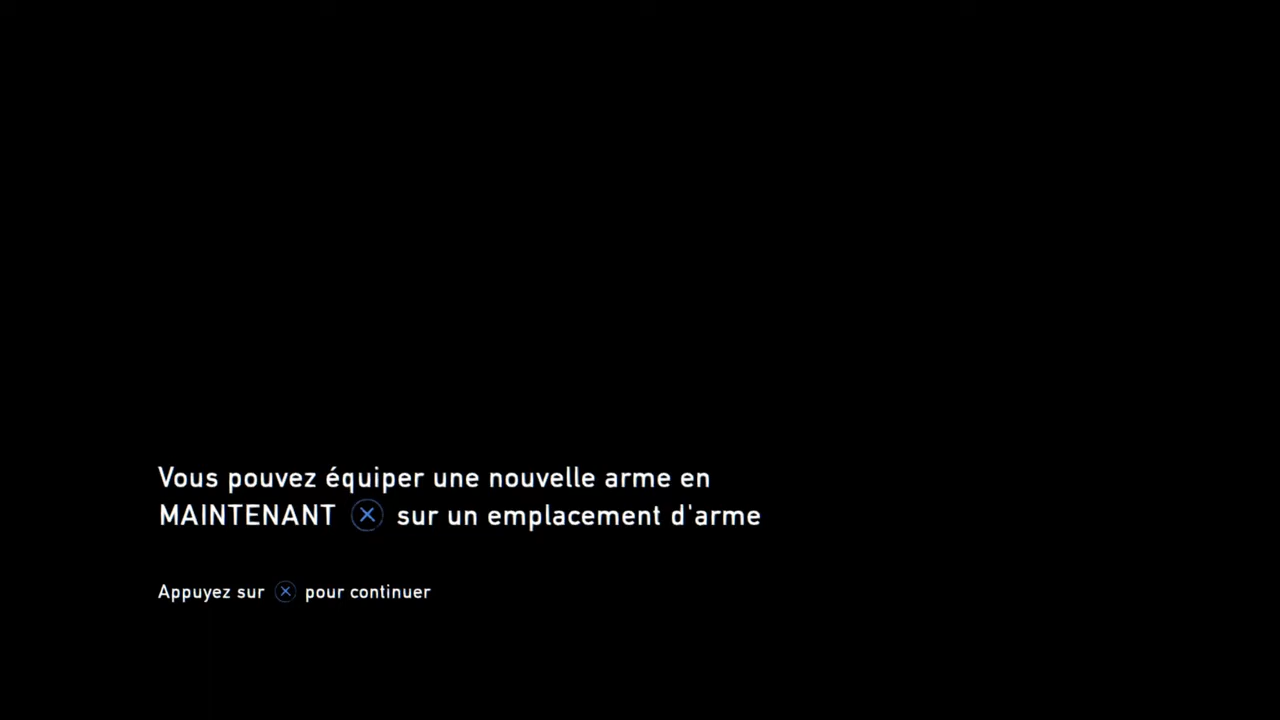 Vous pouvez équiper une nouvelle arme en
MAINTENANT Ⓧ sur un emplacement d'arme
Appuyez sur Ⓧ pour continuer